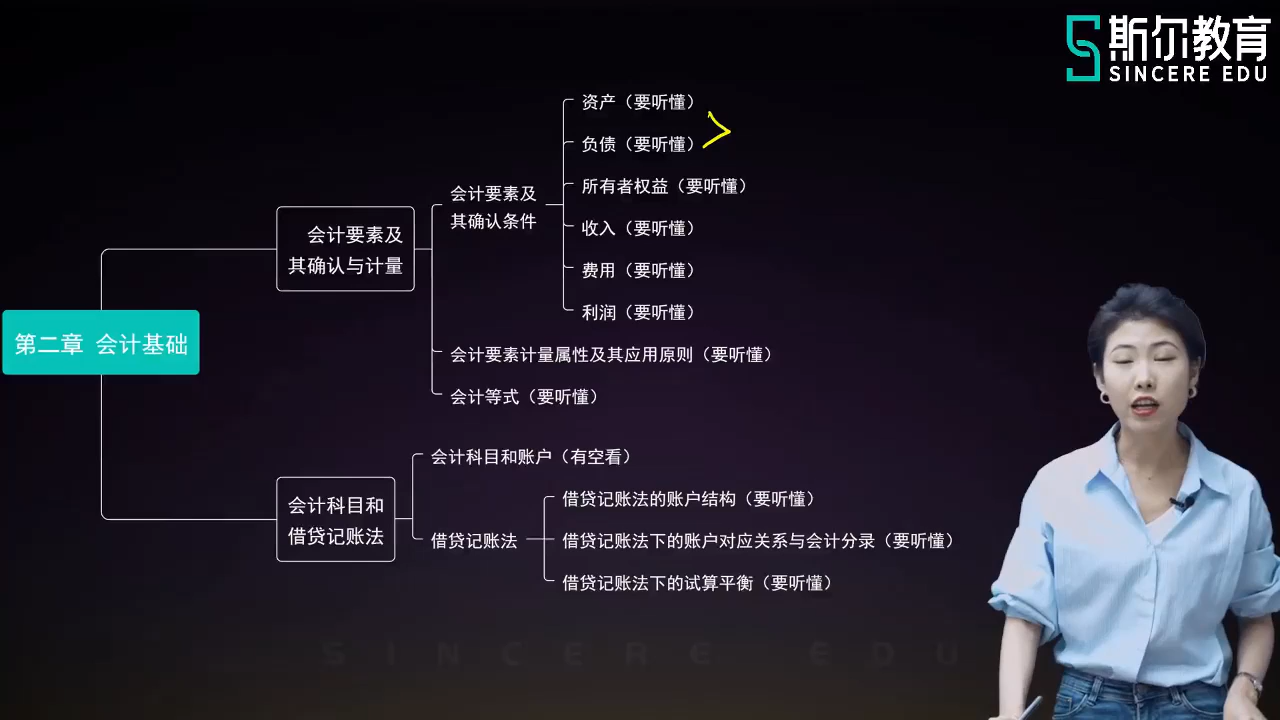 斯尔教育
SINCERE EDU
资产（要听懂）
负债（要听懂）
所有者权益（要听懂）
收入（要听懂）
费用（要听懂）
利润（要听懂）
会计要素及
其确认条件
会计要素及
其确认与计量
会计要素计量属性及其应用原则（要听懂）
会计等式（要听懂）
第二章 会计基础
会计科目和账户（有空看）
会计科目和
借贷记账法
借贷记账法
借贷记账法的账户结构（要听懂）
借贷记账法下的账户对应关系与会计分录（要听懂）
借贷记账法下的试算平衡（要听懂）
SINCERE EDU